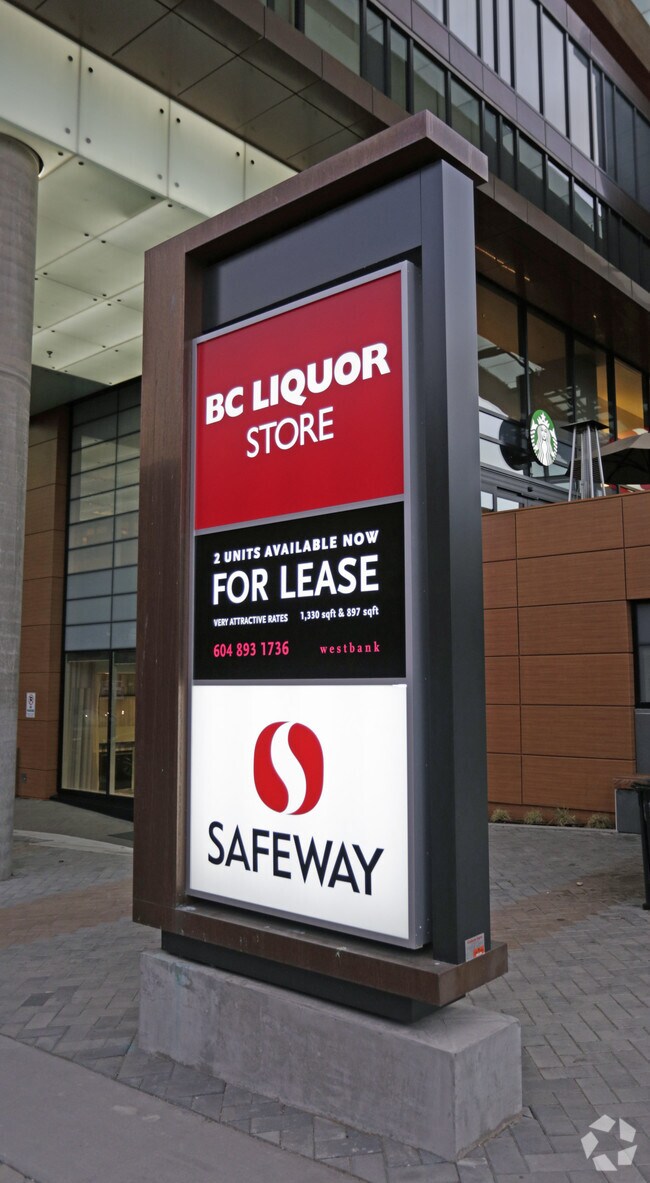 BC LIQUOR
STORE
2 UNITS AVAILABLE NOW
FOR LEASE
VERY ATTRACTIVE RATES 1,330 sqft & 897 sqft
604 893 1736 westbank
SAFEWAY